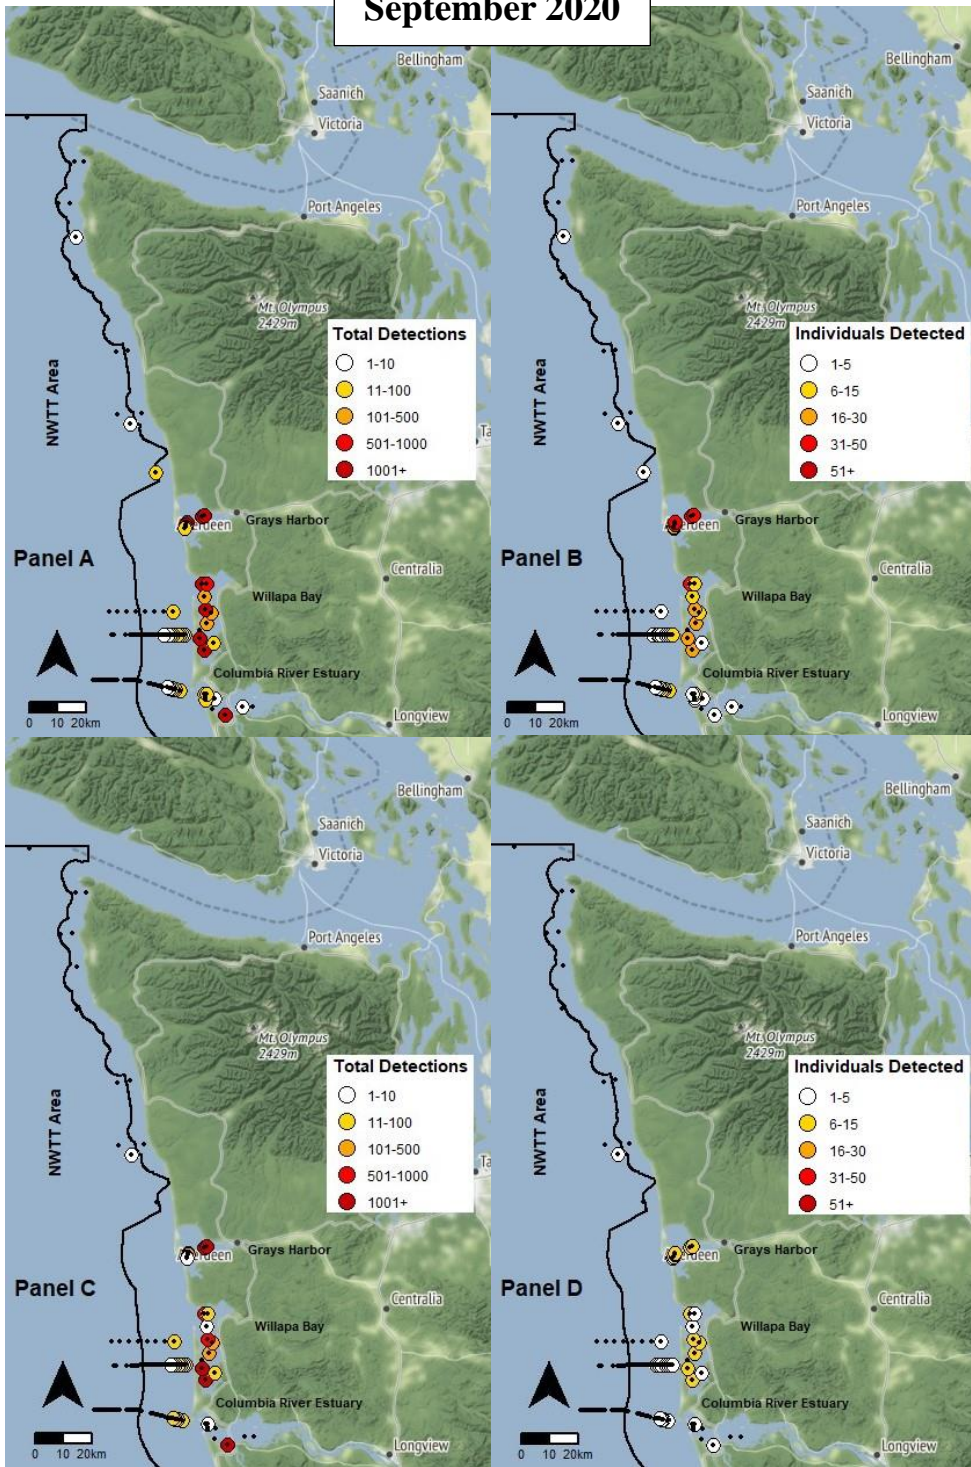 September 2020
Bellingham
Saanich
Victoria
Port Angeles
Mt. Olympus
2429m
NWTT Area
Total Detections
1-10
11-100
101-500
501-1000
1001+
Ta
Grays Harbor
Panel A
Centralia
Willapa Bay
Columbia River Estuary
0 10 20km
Longview
Bellingham
Saanich
Victoria
Port Angeles
Mt. Olympus
2429m
NWTT Area
Individuals Detected
1-5
6-15
16-30
31-50
51+
Grays Harbor
Panel B
Centralia
Willapa Bay
Columbia River Estuary
0 10 20km
Longview
Bellingham
Saanich
Victoria
Port Angeles
Mt. Olympus
2429m
NWTT Area
Total Detections
1-10
11-100
101-500
501-1000
1001+
Ta
Grays Harbor
Panel C
Centralia
Willapa Bay
Columbia River Estuary
0 10 20km
Longview
Bellingham
Saanich
Victoria
Port Angeles
Mt. Olympus
2429m
NWTT Area
Individuals Detected
1-5
6-15
16-30
31-50
51+
Grays Harbor
Panel D
Centralia
Willapa Bay
Columbia River Estuary
0 10 20km
Longview